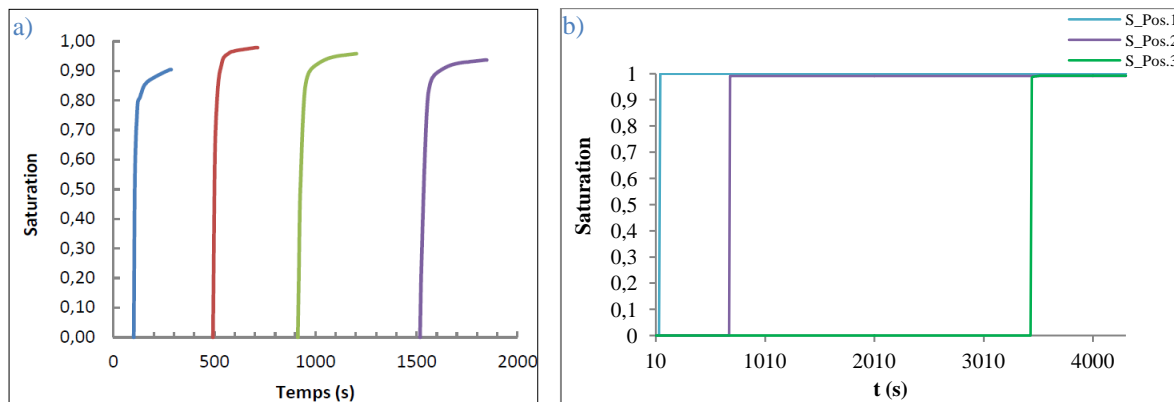 a)
1,00
0,90
0,80
0,70
0,60
0,50
0,40
0,30
0,20
0,10
0,00
Saturation
0 500 1000 1500 2000
Temps (s)
b)
S_Pos.1
S_Pos.2
S_Pos.3
1
0,9
0,8
0,7
0,6
0,5
0,4
0,3
0,2
0,1
0
Saturation
10 1010 2010 3010 4000
t (s)